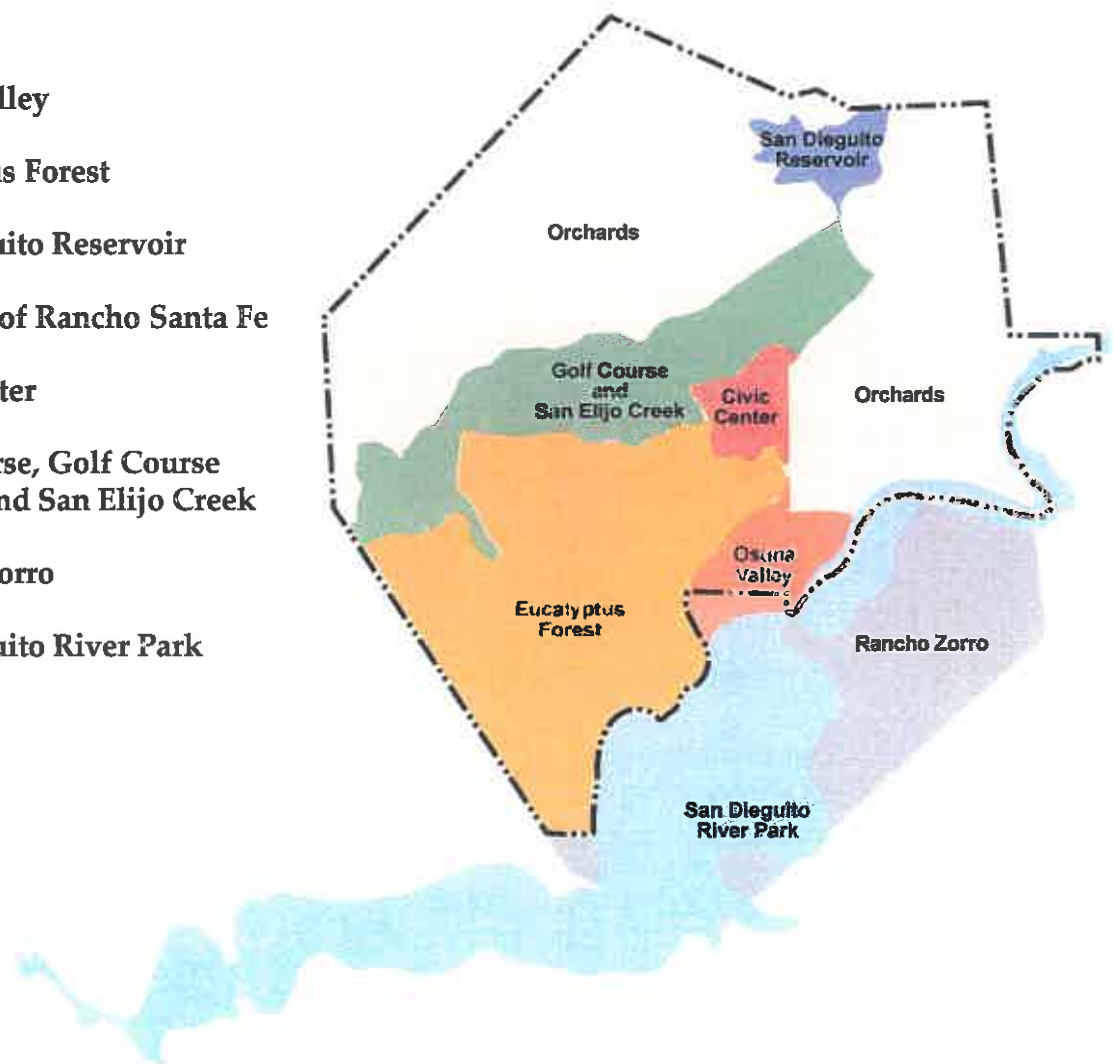 lley
us Forest
uito Reservoir
of Rancho Santa Fe
ter
rse, Golf Course
nd San Elijo Creek
orro
uito River Park
San Dieguito
Reservoir
Orchards
Golf Course
and
San Elijo Creek
Civic
Center
Orchards
Osuna
Valley
Eucalyptus
Forest
Rancho Zorro
San Dieguito
River Park